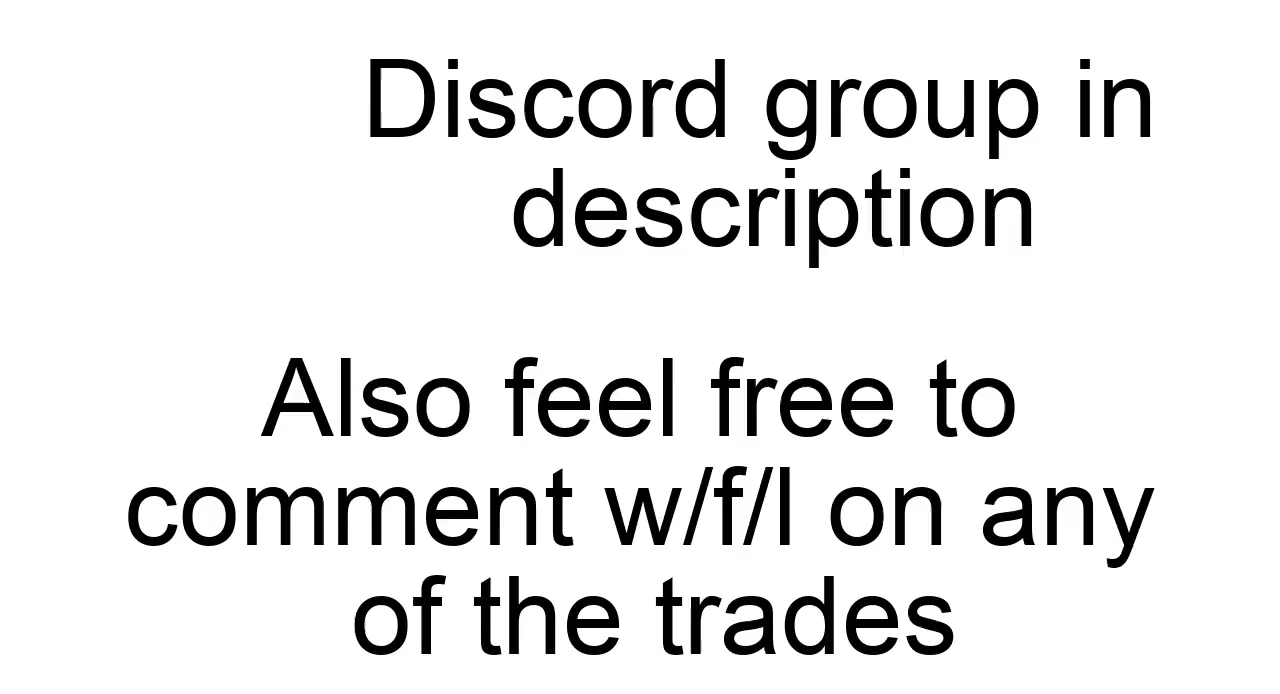 Discord group in
description
Also feel free to
comment w/f/l on any
of the trades